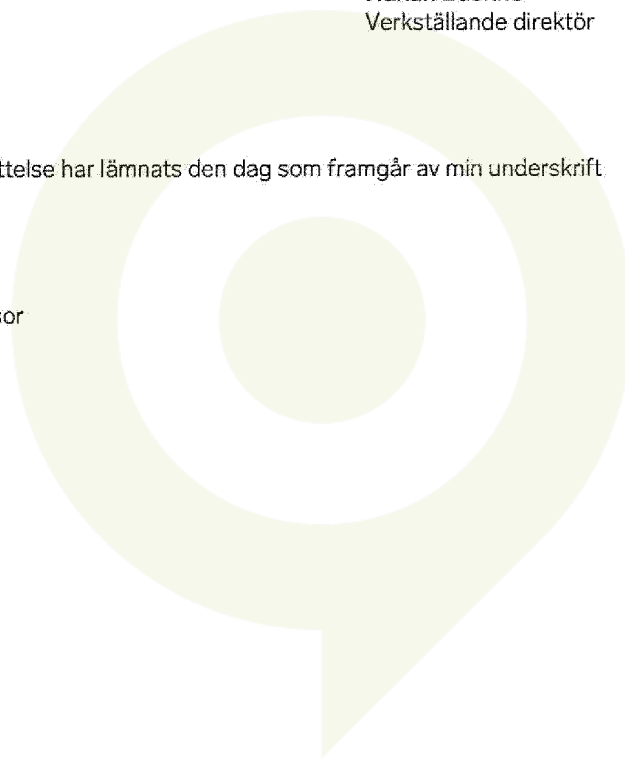 Verkställande direktör
ttelse har lämnats den dag som framgår av min underskrift
sor